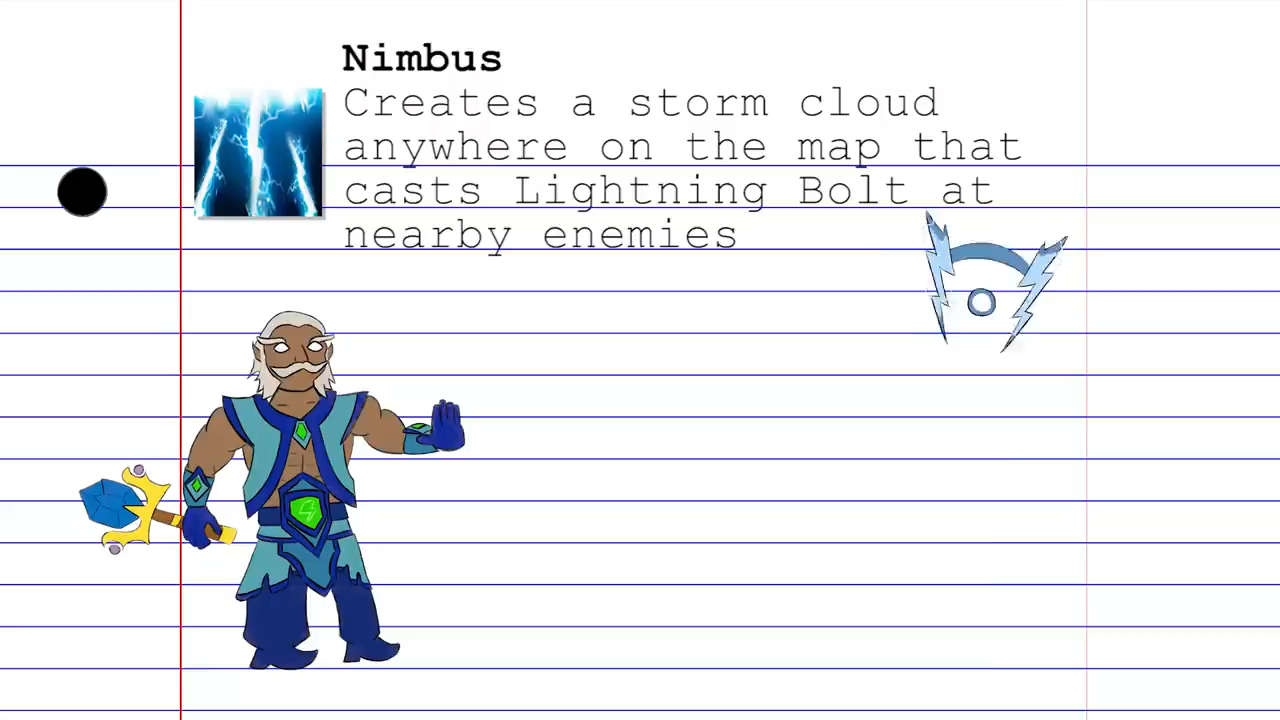 Nimbus
Creates a storm cloud
anywhere on the map that
casts Lightning Bolt at
nearby enemies